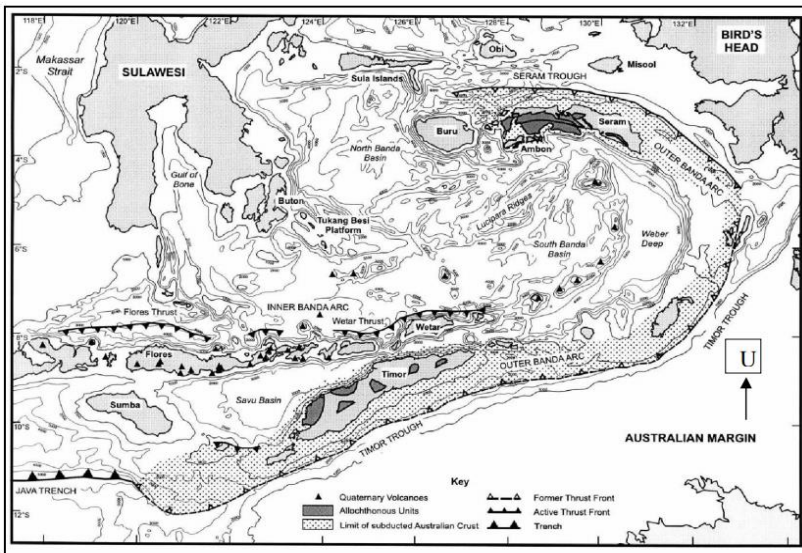 118°E
120°E
122°E
124°E
126°E
128°E
130°E
132°E
BIRD'S
HEAD
Makassar
Strait
SULAWESI
Obi
Misool
2°S
Sula Islands
SERAM TROUGH
Buru
Seram
Ambon
North Banda
Basin
OUTER BANDA ARC
4°S
Gulf of
Bone
Buton
Tukang Besi
Platform
Lucipara Ridges
South Banda
Basin
Weber
Deep
6°S
INNER BANDA ARC
Flores Thrust
Wetar Thrust
Wetar
TIMOR TROUGH
8°S
Flores
OUTER BANDA ARC
U
Timor
Sumba
Savu Basin
10°S
TIMOR TROUGH
AUSTRALIAN MARGIN
JAVA TRENCH
12°S
Key
Quaternary Volcanoes
Former Thrust Front
Allochthonous Units
Active Thrust Front
Limit of subducted Australian Crust
Trench